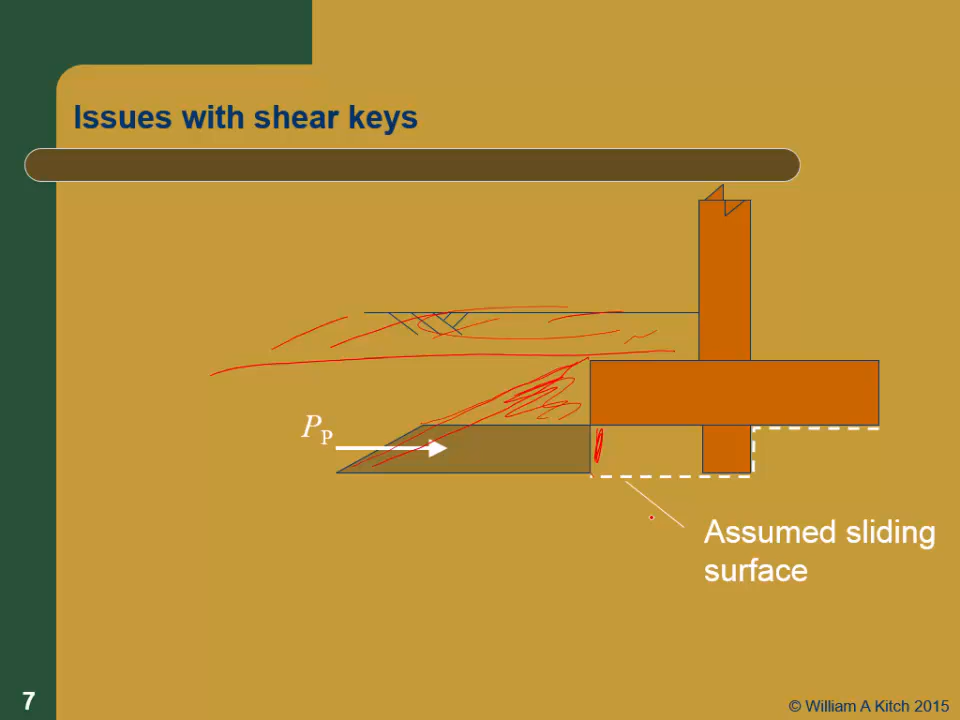 Issues with shear keys
PP
Assumed sliding
surface
7
© William A Kitch 2015